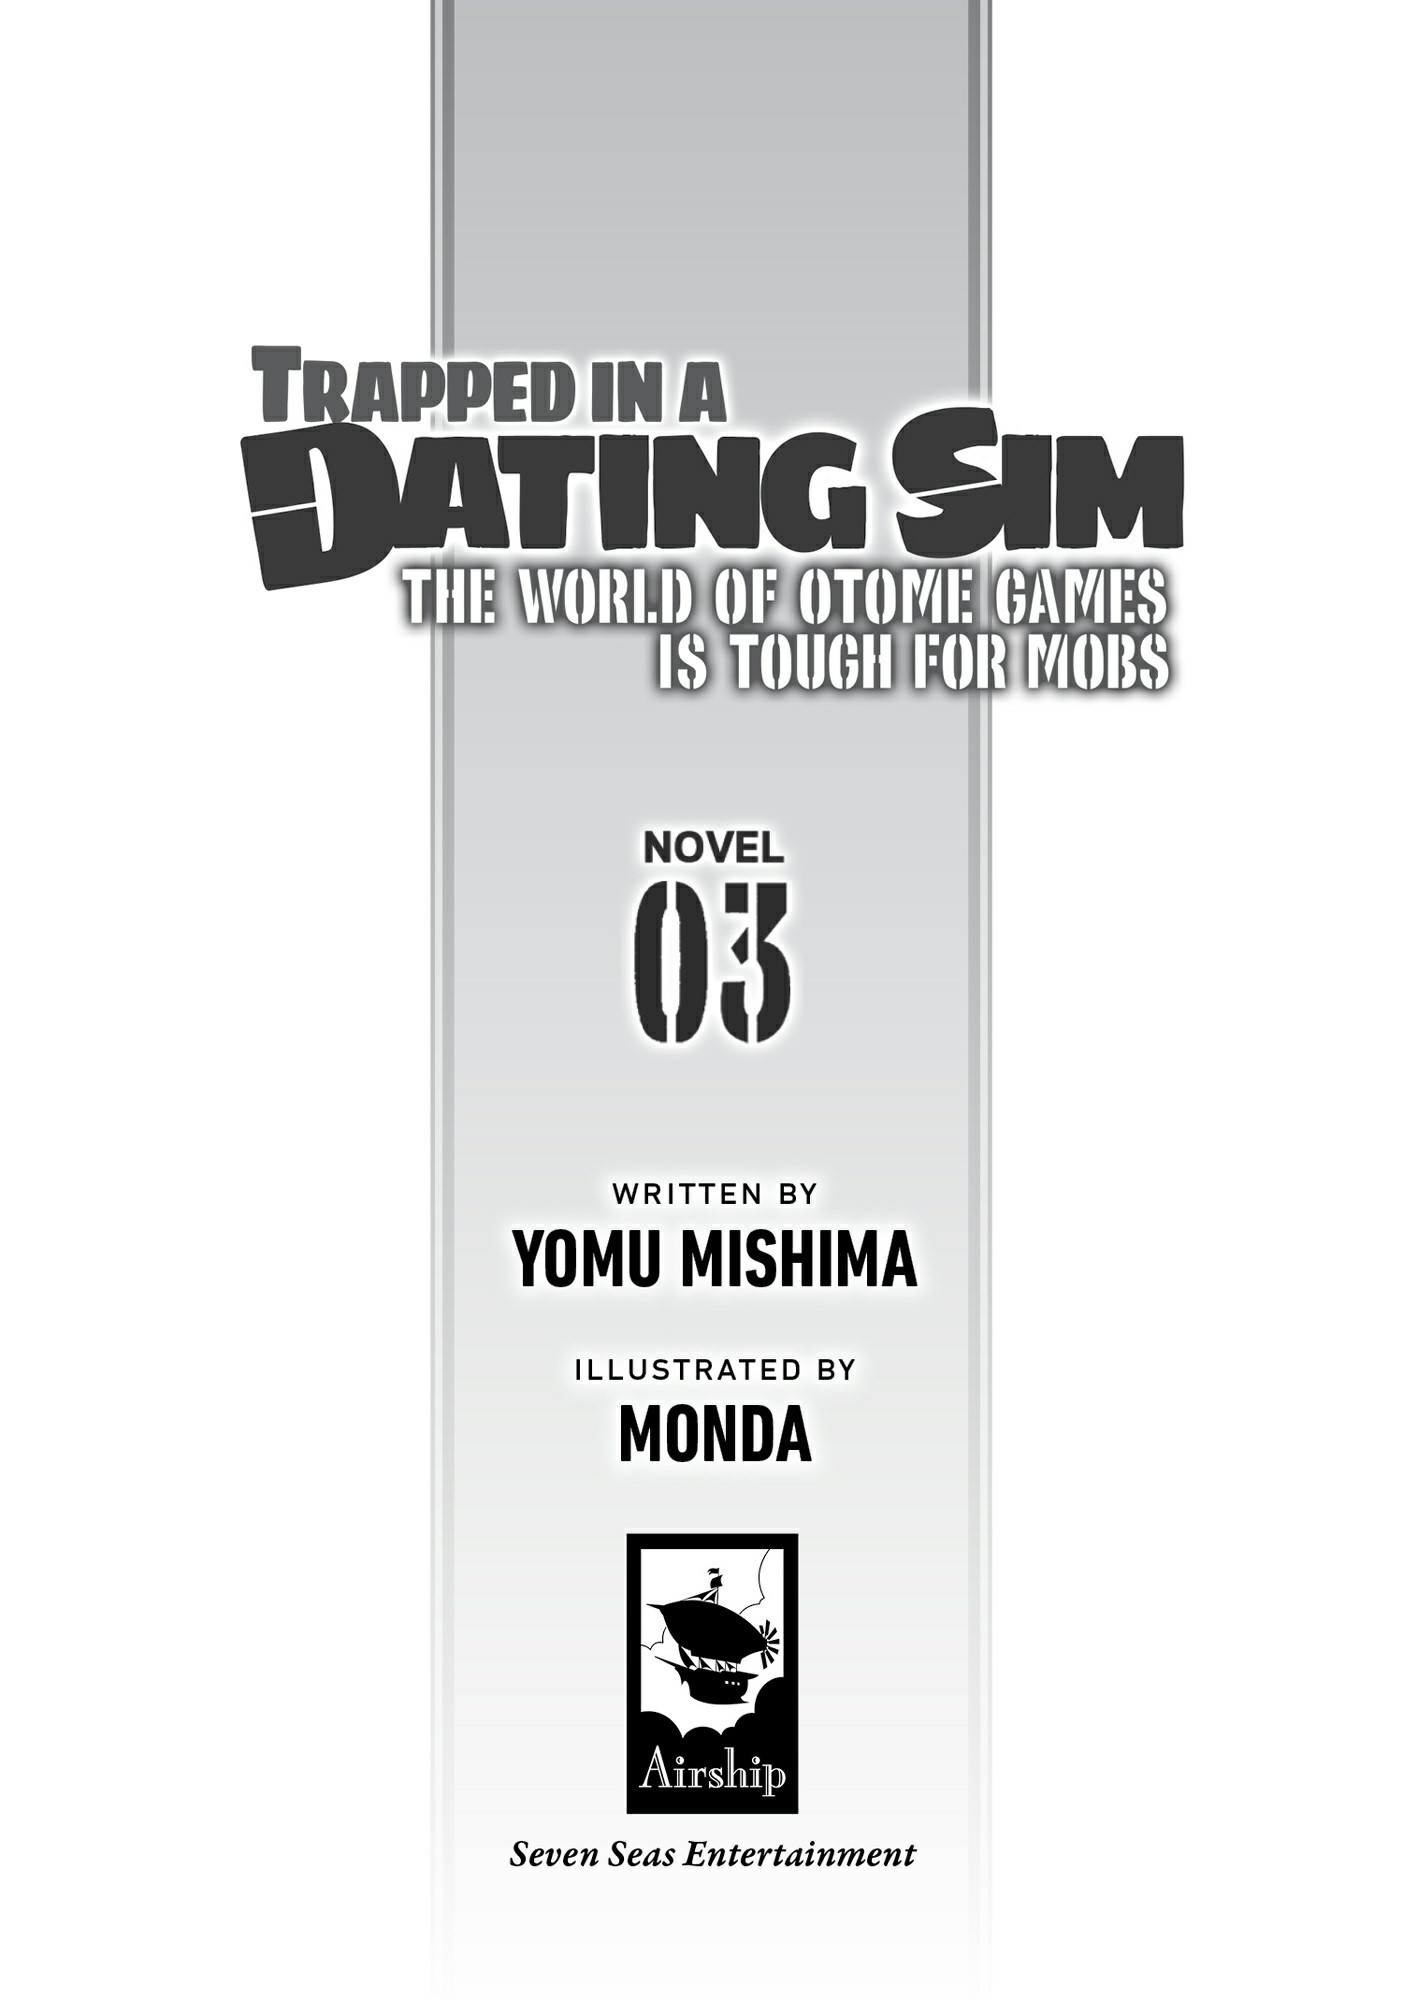 TRAPPED IN A
DATING SIM
THE WORLD OF OTOME GAMES
IS TOUGH FOR MOBS
NOVEL
03
WRITTEN BY
YOMU MISHIMA
ILLUSTRATED BY
MONDA
Airship
Seven Seas Entertainment